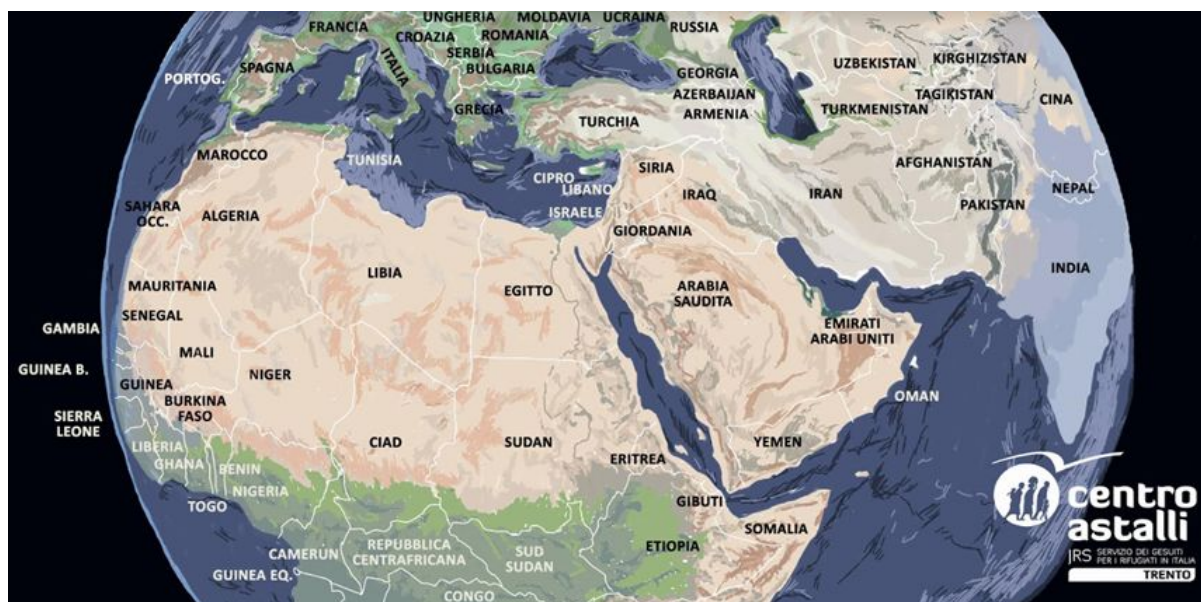 FRANCIA
UNGHERIA
MOLDAVIA
UCRAINA
CROAZIA
ROMANIA
RUSSIA
SERBIA
ITALIA
BULGARIA
PORTOG.
SPAGNA
GRECIA
GEORGIA
AZERBAIJAN
ARMENIA
UZBEKISTAN
KIRGHIZISTAN
TAGIKISTAN
TURKMENISTAN
CINA
TURCHIA
MAROCCO
TUNISIA
CIPRO
LIBANO
SIRIA
IRAQ
IRAN
AFGHANISTAN
PAKISTAN
NEPAL
SAHARA
OCC.
ALGERIA
ISRAELE
GIORDANIA
LIBIA
EGITTO
ARABIA
SAUDITA
INDIA
MAURITANIA
SENEGAL
GAMBIA
EMIRATI
ARABI UNITI
MALI
GUINEA B.
NIGER
GUINEA
BURKINA
FASO
OMAN
SIERRA
LEONE
LIBERIA
GHANA
BENIN
CIAD
SUDAN
YEMEN
ERITREA
NIGERIA
TOGO
GIBUTI
SOMALIA
CAMERUN
REPUBBLICA
CENTRAFRICANA
SUD
SUDAN
ETIOPIA
GUINEA EQ.
CONGO
centro
astalli
JRS SERVIZIO DEI GESUITI
PER I RIFUGIATI IN ITALIA
TRENTO